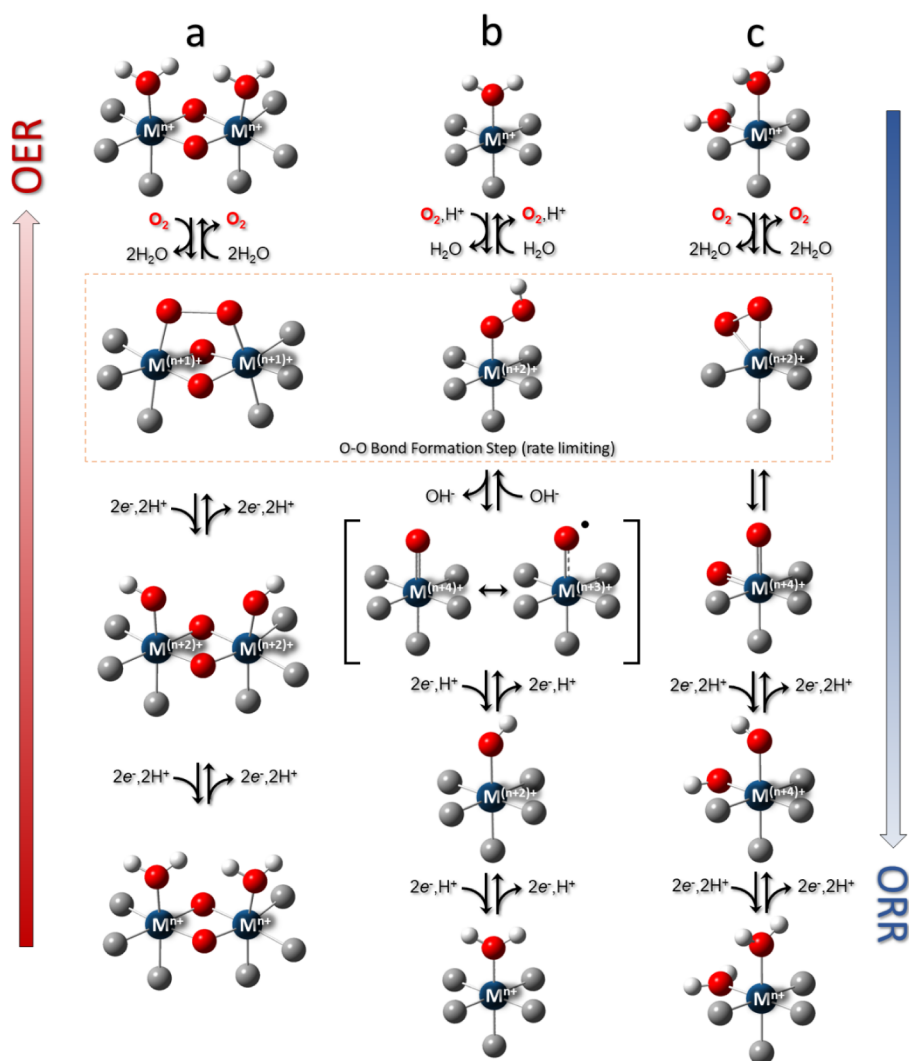 a b c
OER
Mⁿ⁺ Mⁿ⁺ Mⁿ⁺ Mⁿ⁺
O₂ O₂ O₂,H⁺ O₂,H⁺ O₂ O₂
2H₂O 2H₂O H₂O H₂O 2H₂O 2H₂O
M⁽ⁿ⁺¹⁾⁺ M⁽ⁿ⁺¹⁾⁺ M⁽ⁿ⁺²⁾⁺ M⁽ⁿ⁺²⁾⁺
O-O Bond Formation Step (rate limiting)
2e⁻,2H⁺ 2e⁻,2H⁺ OH⁻ OH⁻
M⁽ⁿ⁺⁴⁾⁺ M⁽ⁿ⁺³⁾⁺ M⁽ⁿ⁺⁴⁾⁺
M⁽ⁿ⁺²⁾⁺ M⁽ⁿ⁺²⁾⁺
2e⁻,H⁺ 2e⁻,H⁺ 2e⁻,2H⁺ 2e⁻,2H⁺
2e⁻,2H⁺ 2e⁻,2H⁺
M⁽ⁿ⁺²⁾⁺ M⁽ⁿ⁺⁴⁾⁺
2e⁻,H⁺ 2e⁻,H⁺ 2e⁻,2H⁺ 2e⁻,2H⁺
Mⁿ⁺ Mⁿ⁺
Mⁿ⁺ Mⁿ⁺
ORR